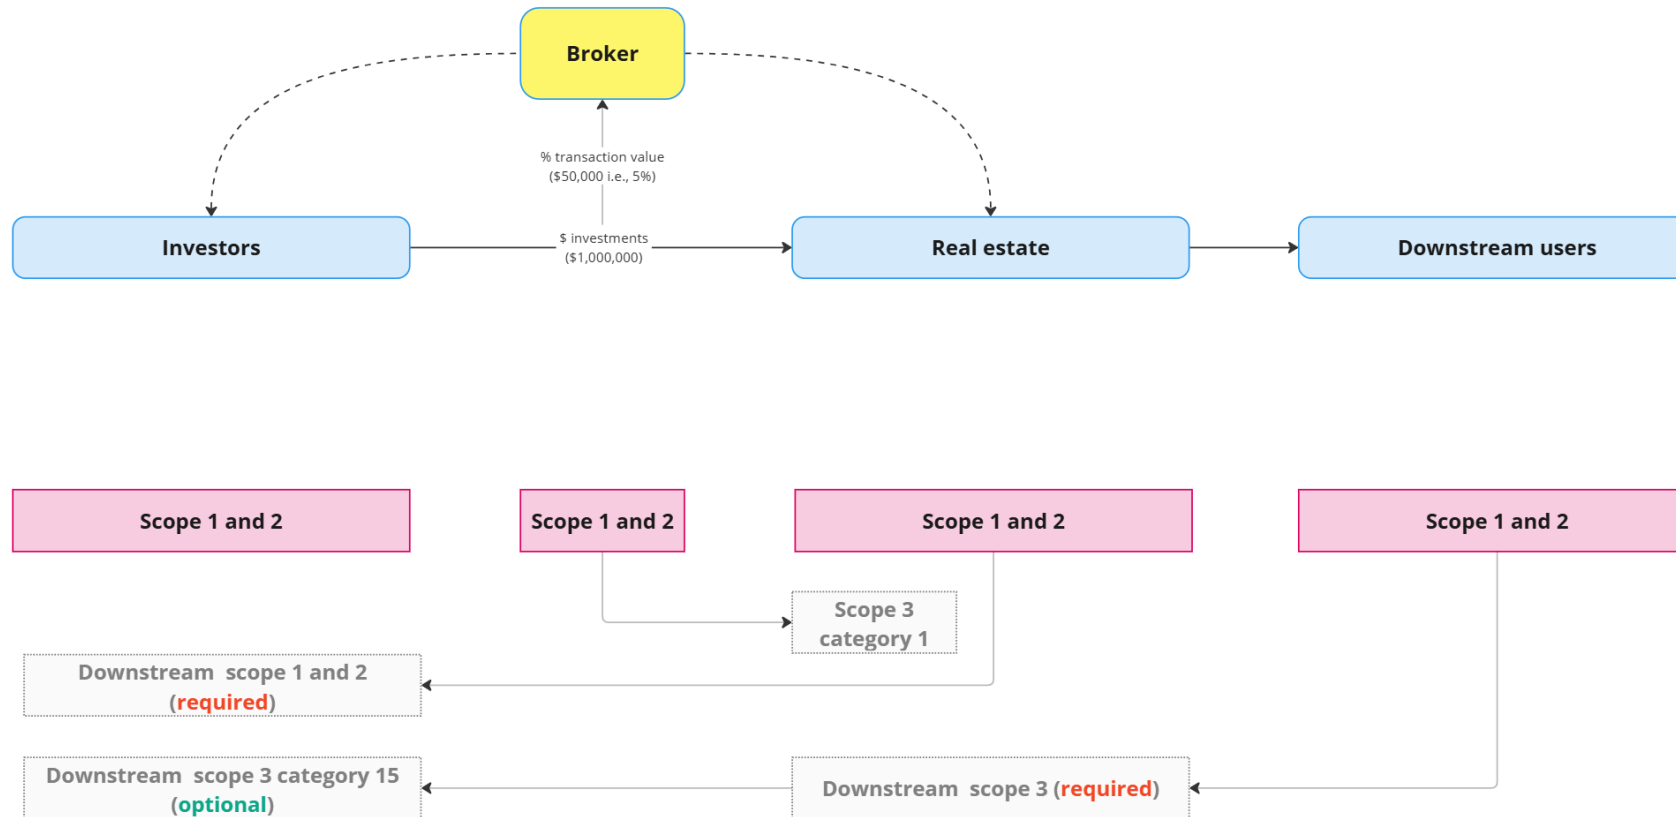 Broker
% transaction value
($50,000 i.e., 5%)
Investors
$ investments
($1,000,000)
Real estate
Downstream users
Scope 1 and 2
Scope 1 and 2
Scope 1 and 2
Scope 1 and 2
Scope 3
category 1
Downstream scope 1 and 2
(required)
Downstream scope 3 category 15
(optional)
Downstream scope 3 (required)